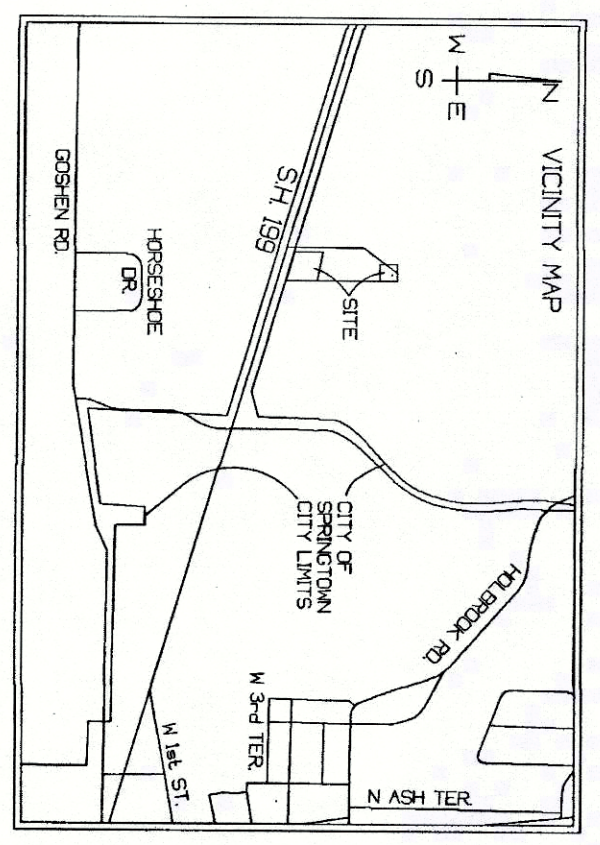 VICINITY MAP
N
W
E
S
S.H. 199
SITE
HORSESHOE
DR.
GOSHEN RD.
CITY OF
SPRINGTOWN
CITY LIMITS
HOLBROOK RD.
W 3rd TER.
W 1st ST.
N ASH TER.